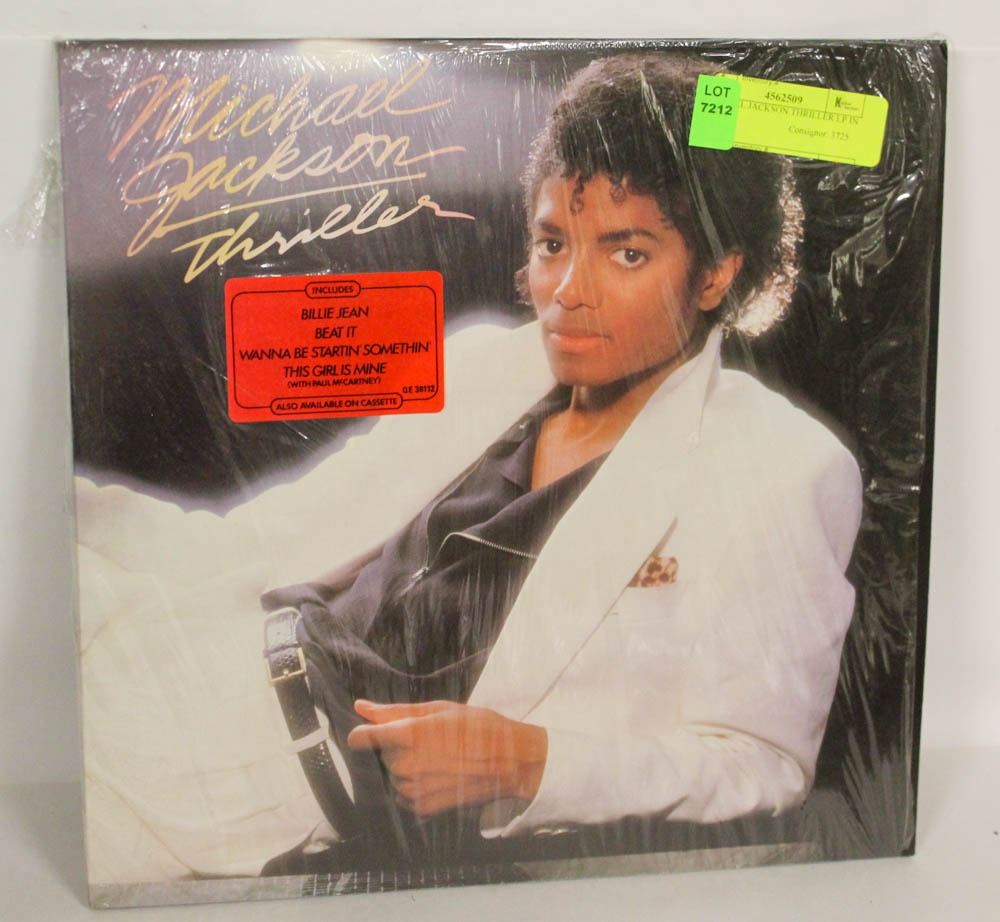 Michael
Jackson
Thriller
INCLUDES
BILLIE JEAN
BEAT IT
WANNA BE STARTIN' SOMETHIN'
THIS GIRL IS MINE
(WITH PAUL McCARTNEY)
QE 38112
ALSO AVAILABLE ON CASSETTE
LOT
7212
4562509
JACKSON THRILLER LP IN
Consignor: 3725